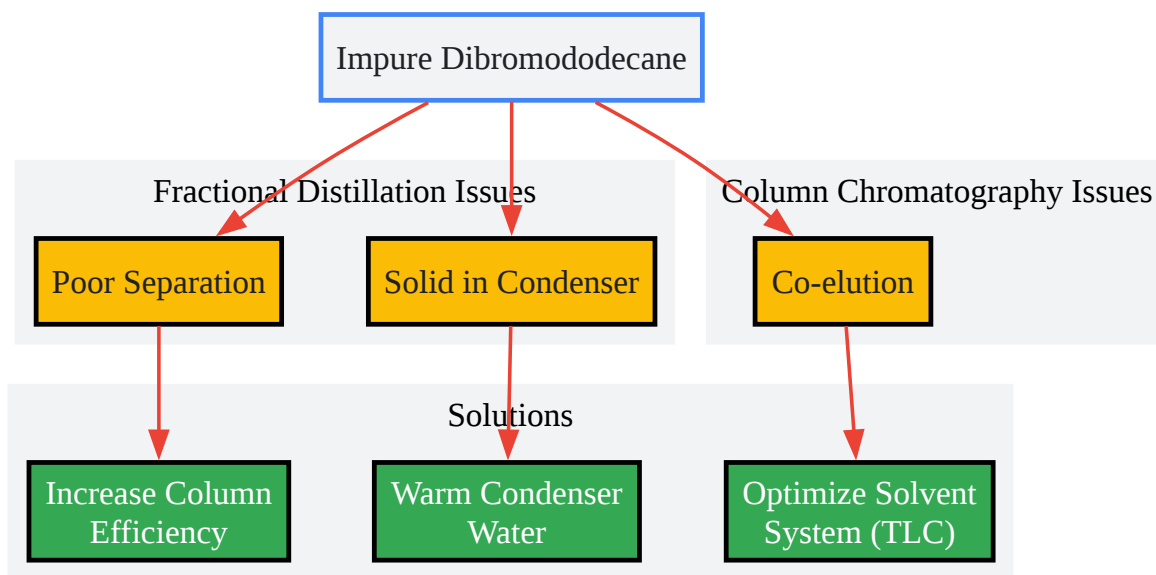 Impure Dibromododecane
Fractional Distillation Issues
Column Chromatography Issues
Poor Separation
Solid in Condenser
Co-elution
Solutions
Increase Column
Efficiency
Warm Condenser
Water
Optimize Solvent
System (TLC)